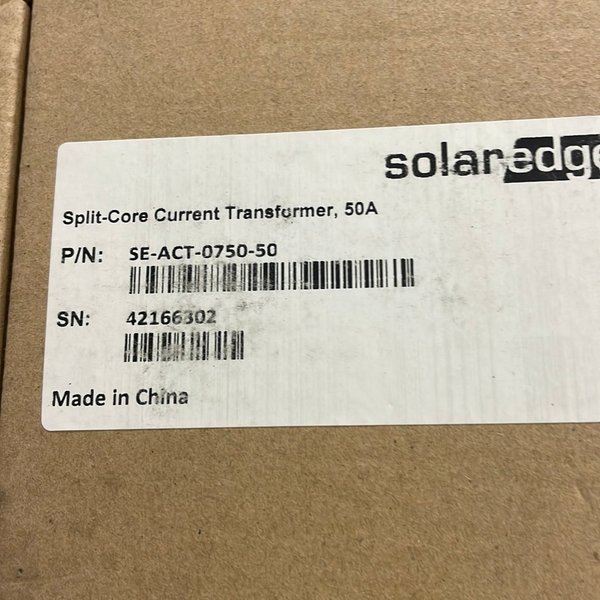 solaredge
Split-Core Current Transformer, 50A
P/N: SE-ACT-0750-50
SN: 42166302
Made in China